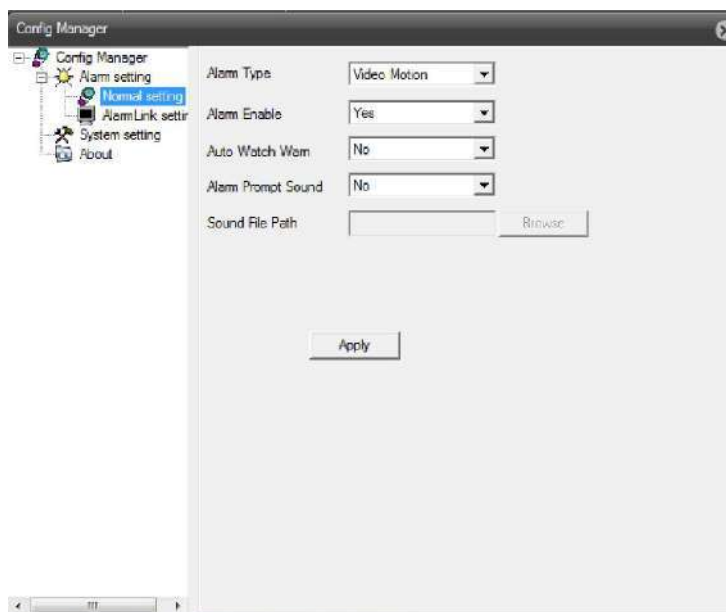 Config Manager
Config Manager
Alarm setting
Normal setting
AlarmLink settir
System setting
About
Alarm Type
Video Motion
Alarm Enable
Yes
Auto Watch Warn
No
Alarm Prompt Sound
No
Sound File Path
Browse
Apply